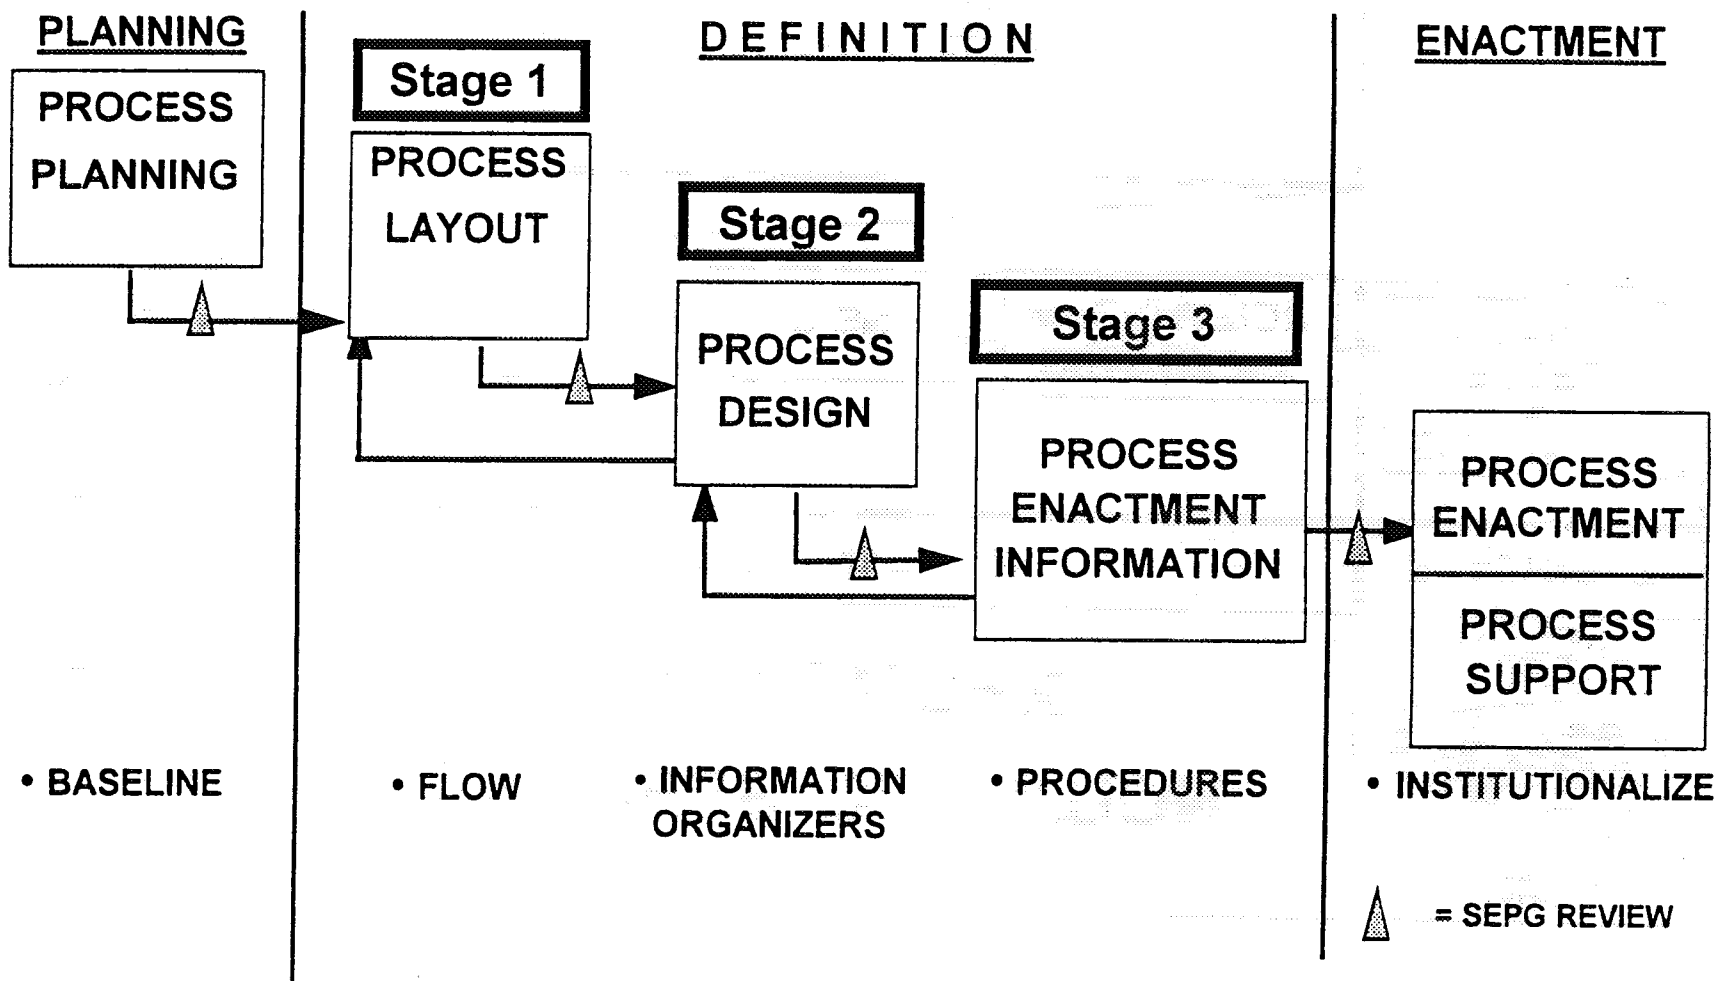 PLANNING
DEFINITION
ENACTMENT
PROCESS
PLANNING
Stage 1
PROCESS
LAYOUT
Stage 2
PROCESS
DESIGN
Stage 3
PROCESS
ENACTMENT
INFORMATION
PROCESS
ENACTMENT
PROCESS
SUPPORT
• BASELINE
• FLOW
• INFORMATION
ORGANIZERS
• PROCEDURES
• INSTITUTIONALIZE
= SEPG REVIEW